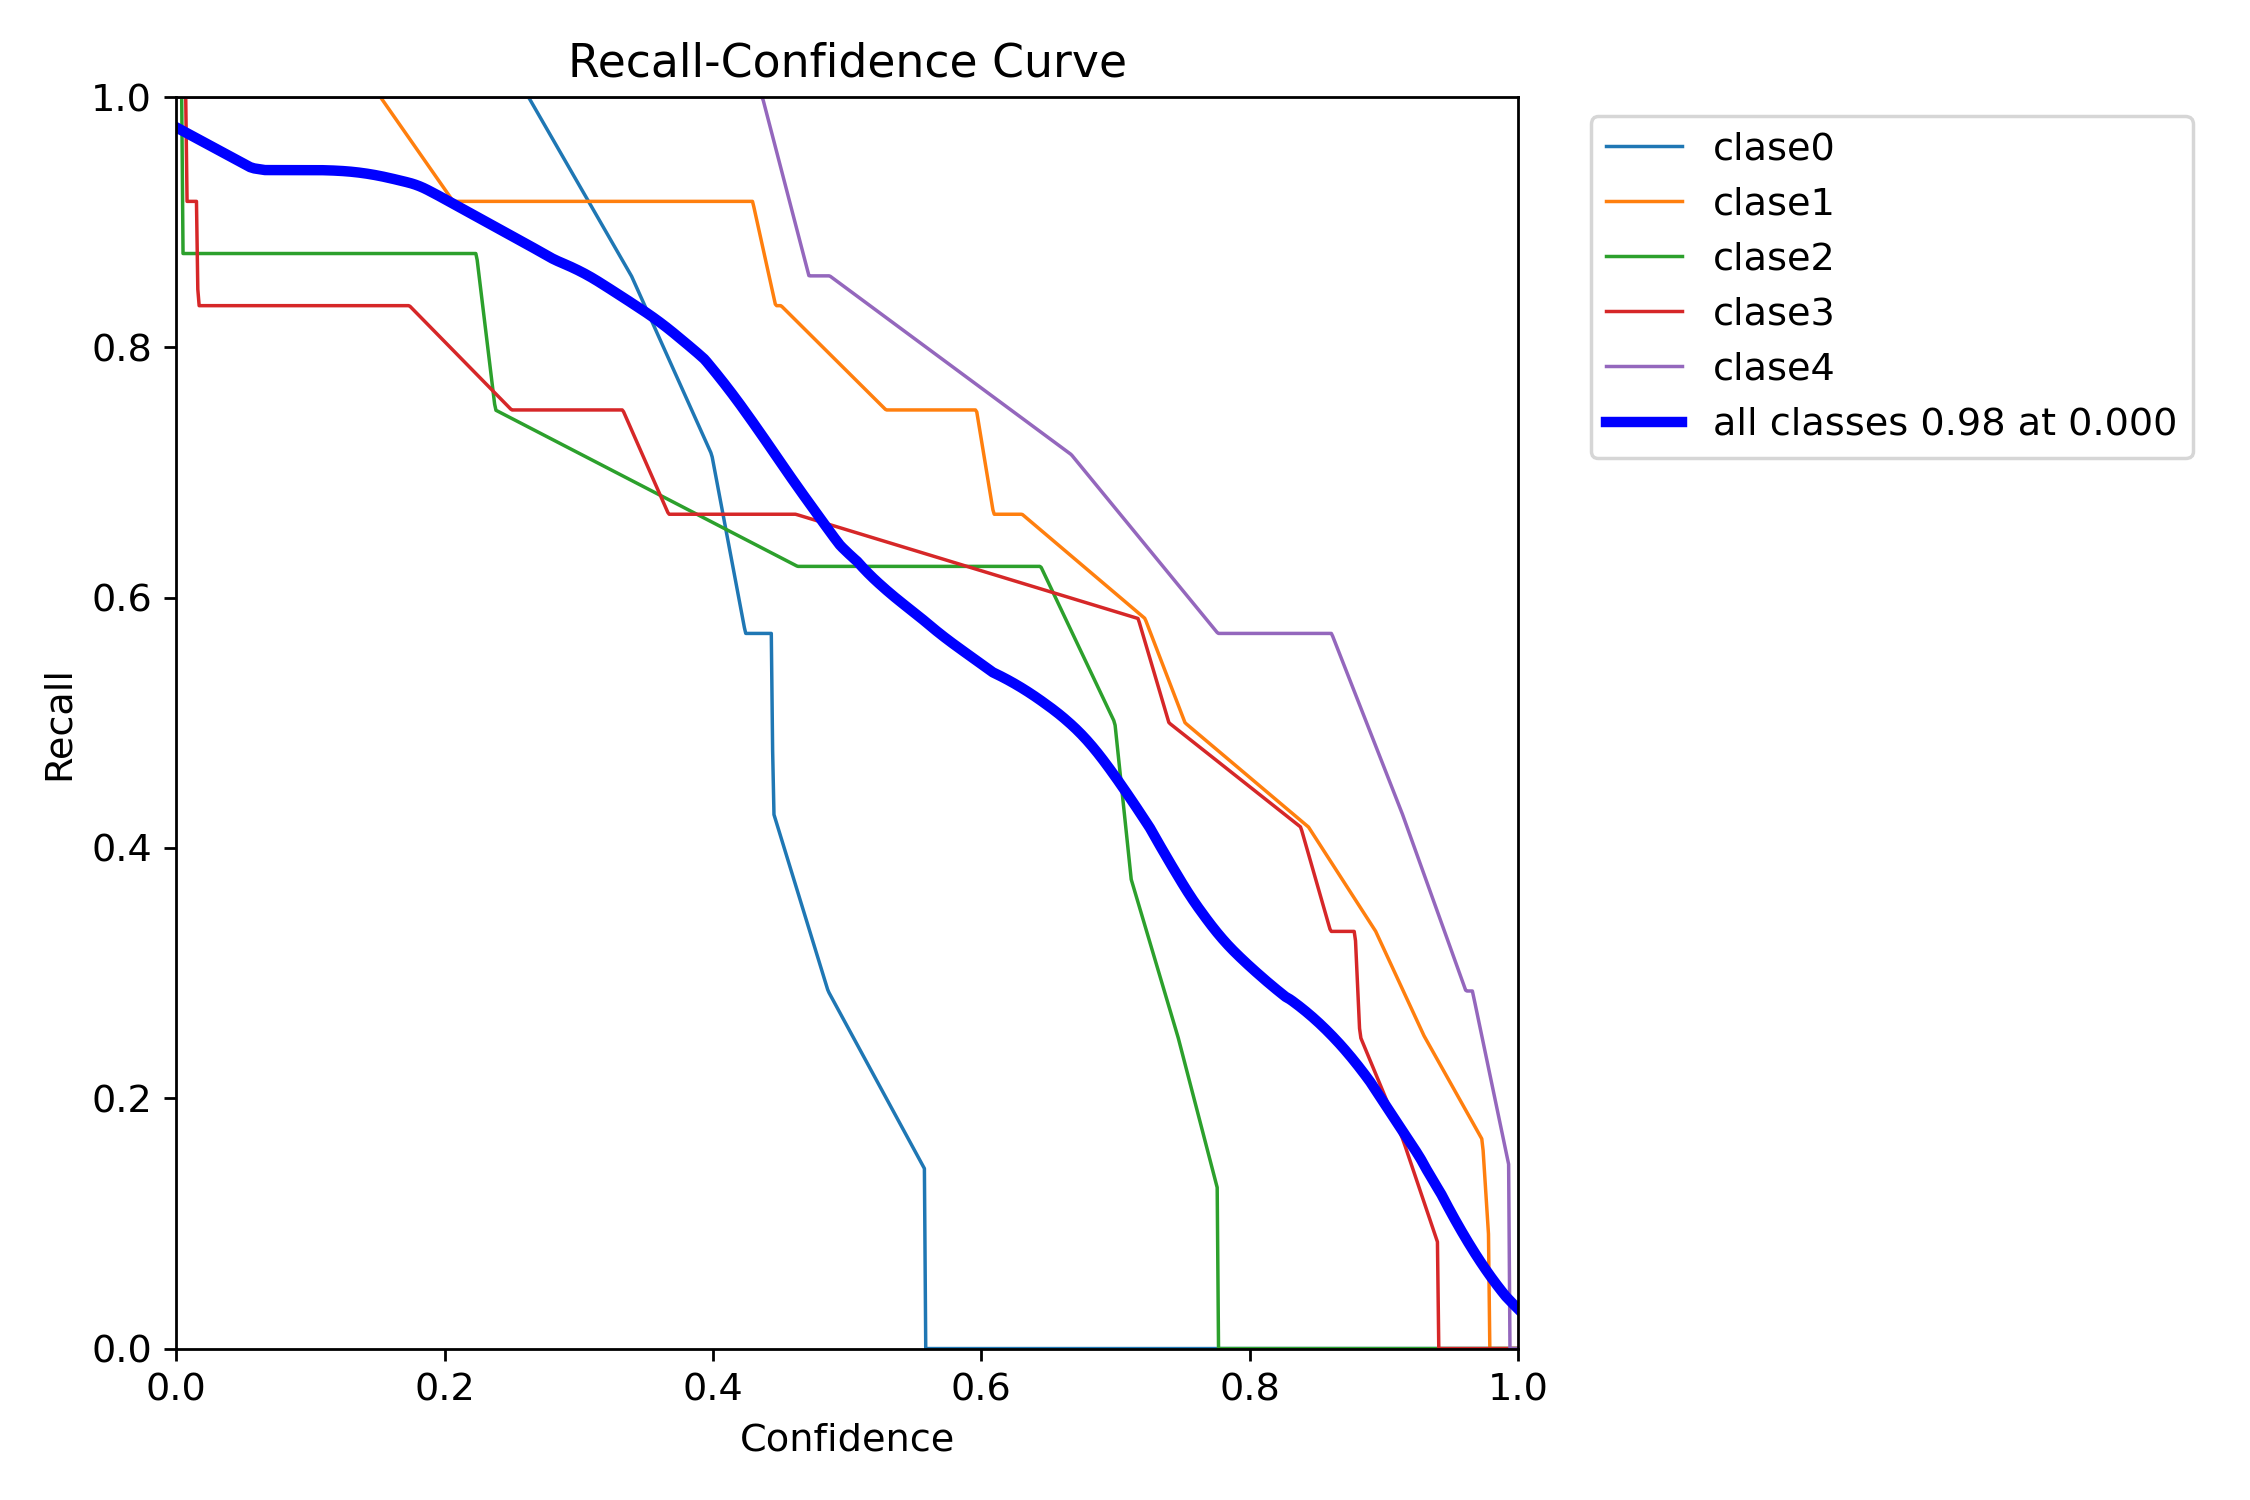 Recall-Confidence Curve
1.0
0.8
0.6
0.4
0.2
0.0
Recall
0.0 0.2 0.4 0.6 0.8 1.0
Confidence
clase0
clase1
clase2
clase3
clase4
all classes 0.98 at 0.000